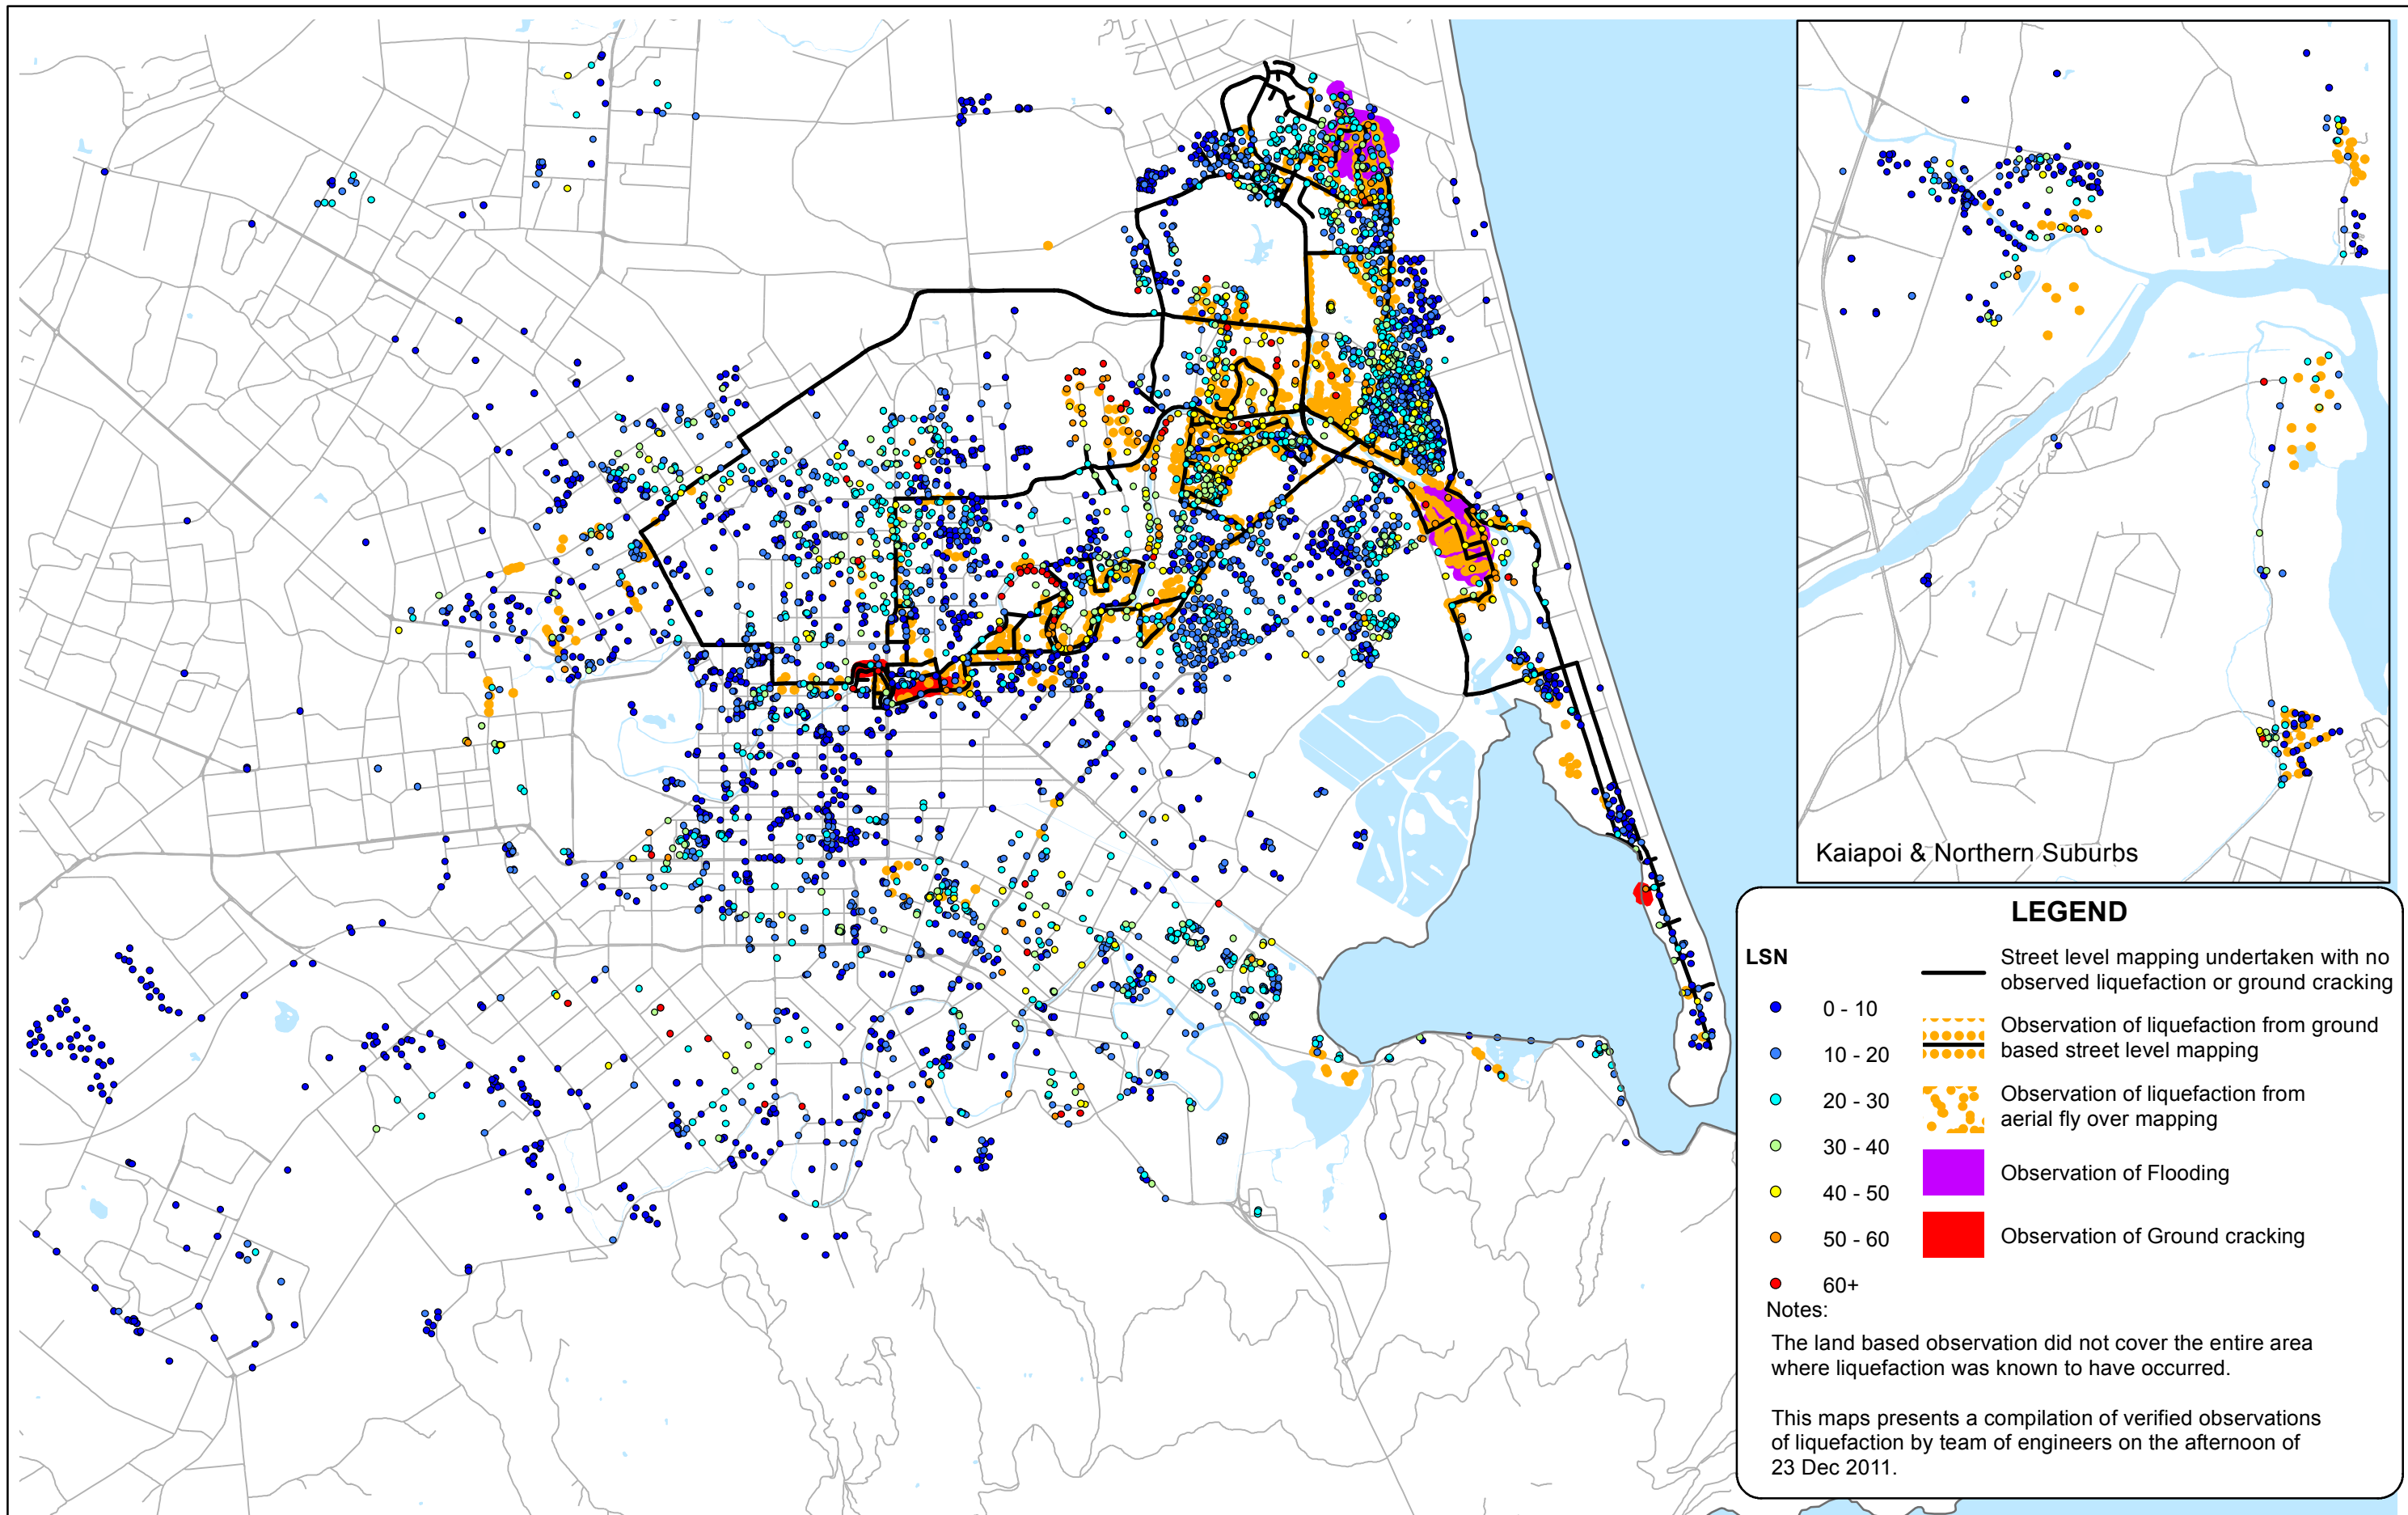 Kaiapoi & Northern Suburbs
LEGEND
LSN
0 - 10
10 - 20
20 - 30
30 - 40
40 - 50
50 - 60
60+
Street level mapping undertaken with no
observed liquefaction or ground cracking
Observation of liquefaction from ground
based street level mapping
Observation of liquefaction from
aerial fly over mapping
Observation of Flooding
Observation of Ground cracking
Notes:
The land based observation did not cover the entire area
where liquefaction was known to have occurred.
This maps presents a compilation of verified observations
of liquefaction by team of engineers on the afternoon of
23 Dec 2011.